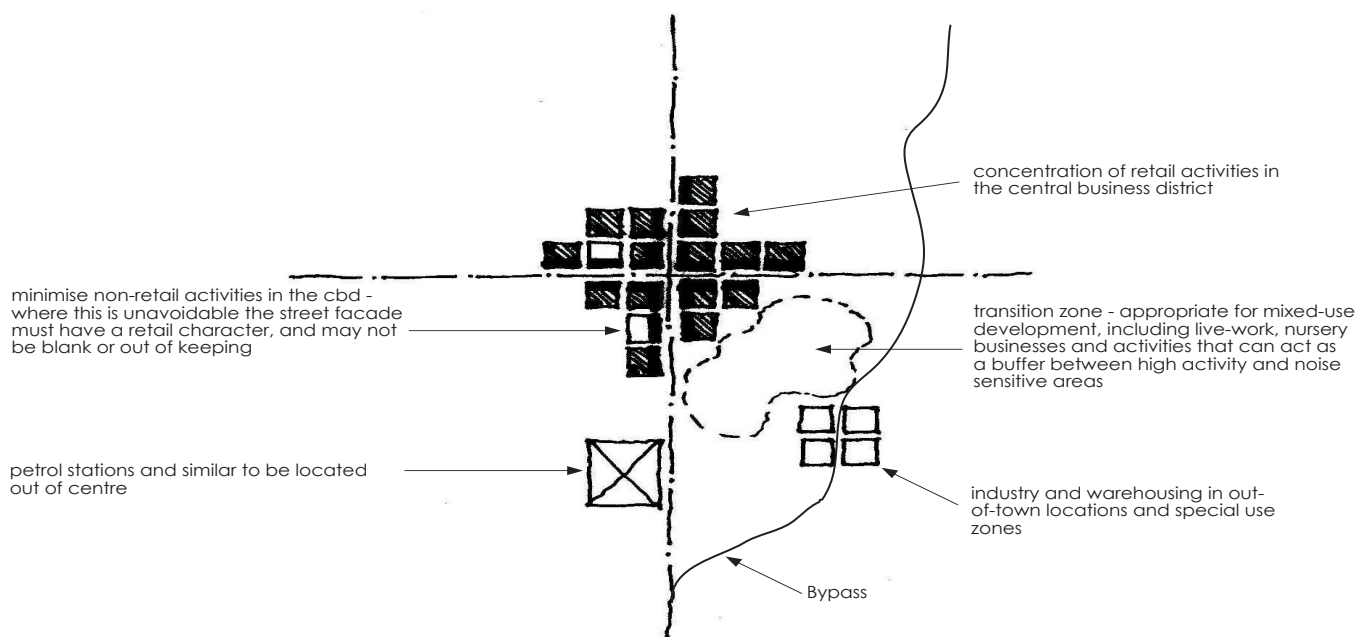 concentration of retail activities in
the central business district
minimise non-retail activities in the cbd -
where this is unavoidable the street facade
must have a retail character, and may not
be blank or out of keeping
transition zone - appropriate for mixed-use
development, including live-work, nursery
businesses and activities that can act as
a buffer between high activity and noise
sensitive areas
petrol stations and similar to be located
out of centre
industry and warehousing in out-
of-town locations and special use
zones
Bypass